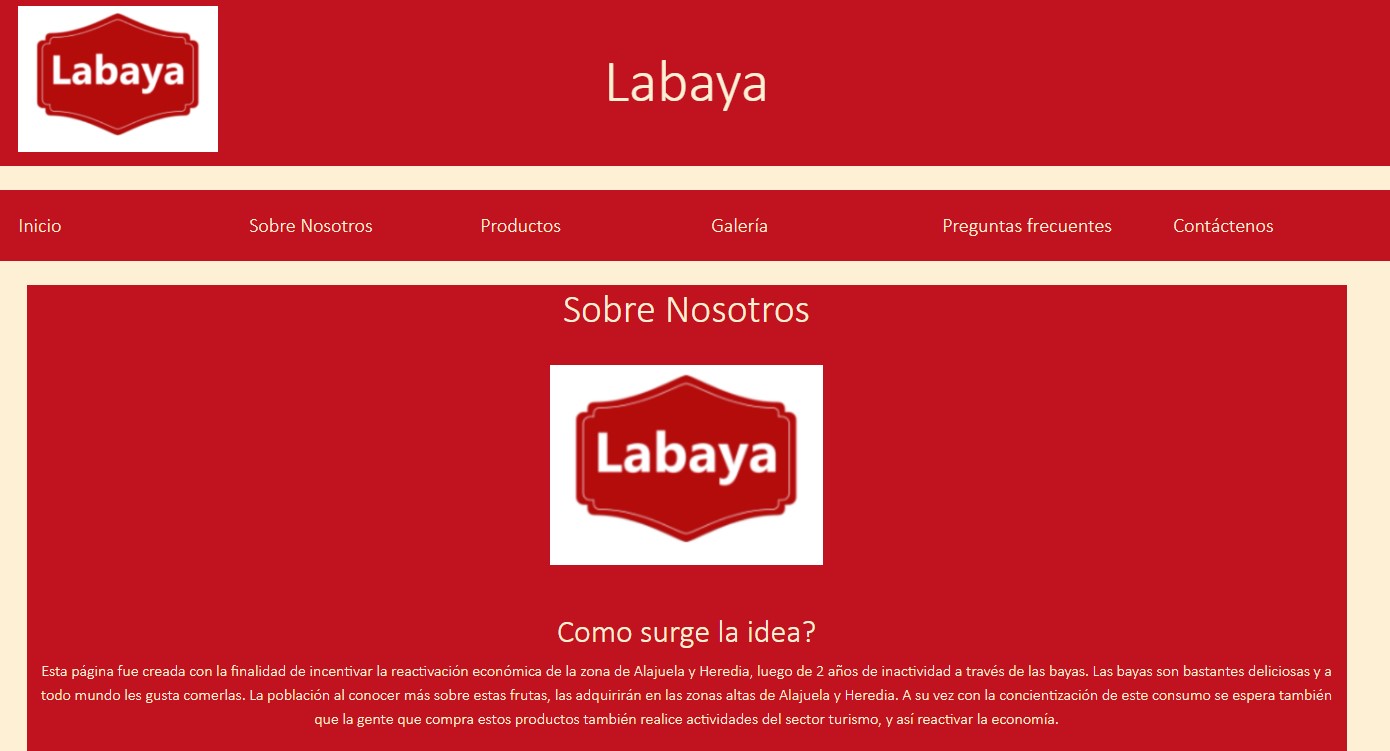 Labaya
Labaya
Inicio Sobre Nosotros Productos Galería Preguntas frecuentes Contáctenos
Sobre Nosotros
Labaya
Como surge la idea?
Esta página fue creada con la finalidad de incentivar la reactivación económica de la zona de Alajuela y Heredia, luego de 2 años de inactividad a través de las bayas. Las bayas son bastantes deliciosas y a
todo mundo les gusta comerlas. La población al conocer más sobre estas frutas, las adquirirán en las zonas altas de Alajuela y Heredia. A su vez con la concientización de este consumo se espera también
que la gente que compra estos productos también realice actividades del sector turismo, y así reactivar la economía.